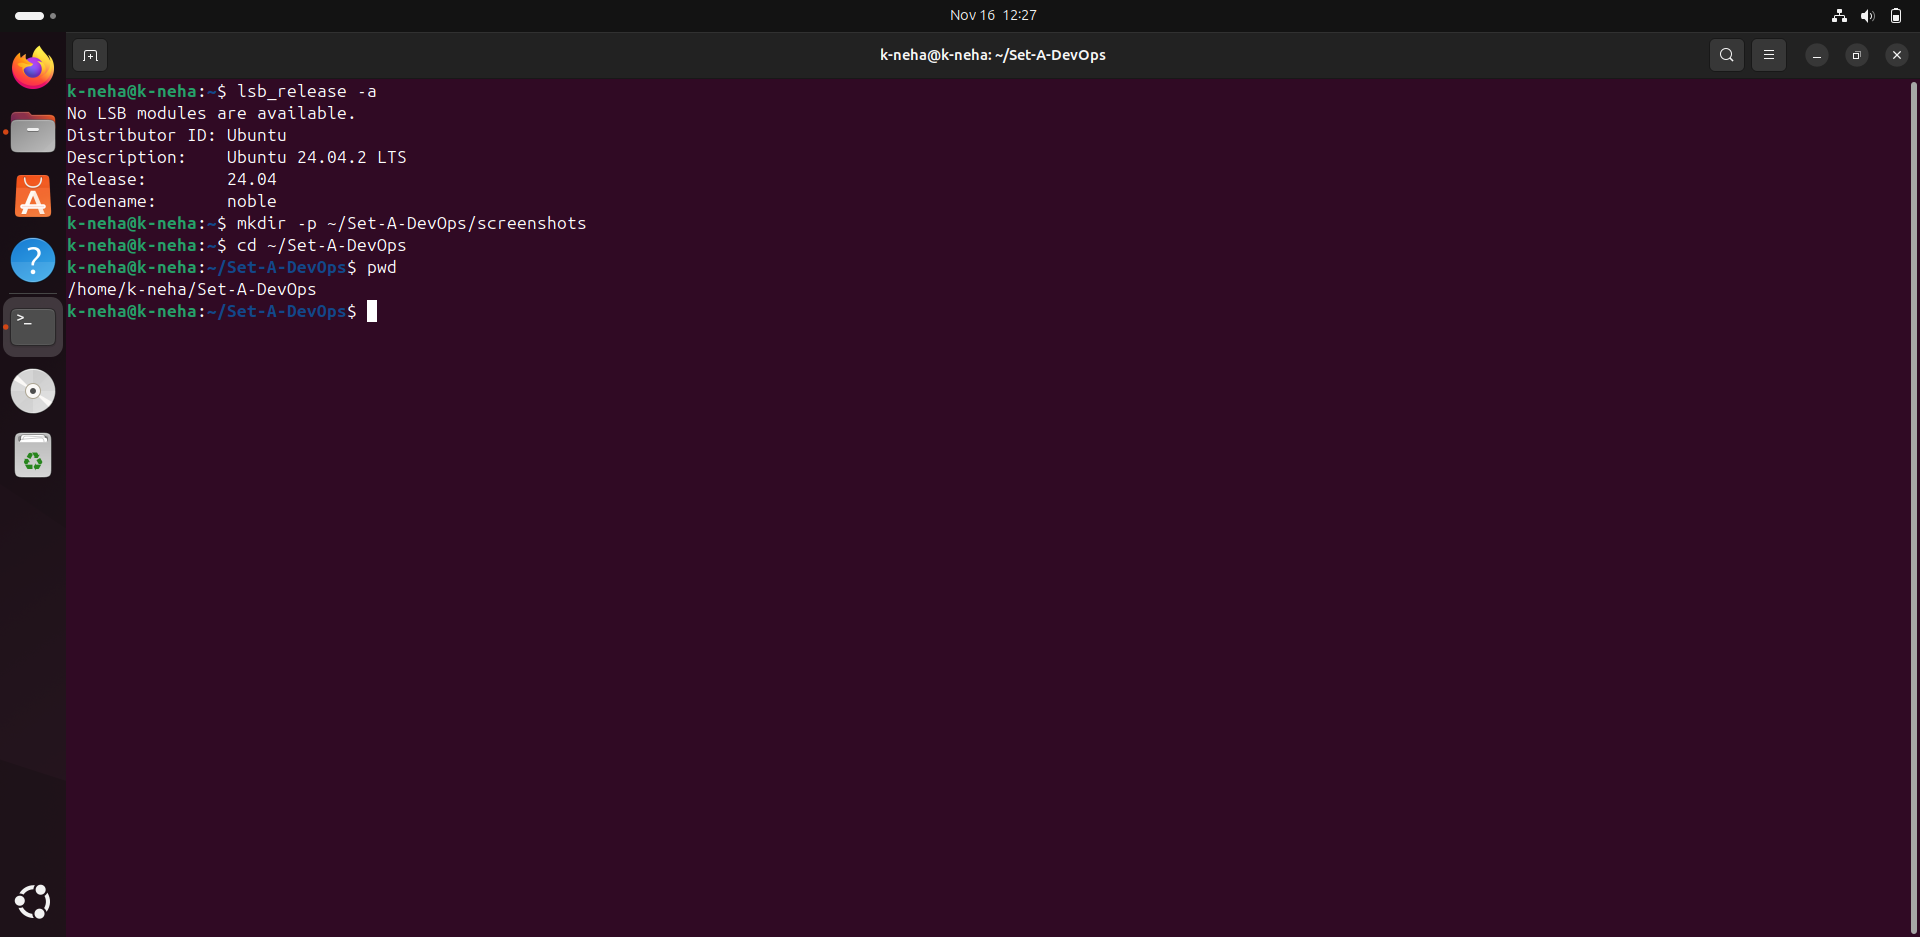 Nov 16 12:27
k-neha@k-neha: ~/Set-A-DevOps
k-neha@k-neha:~$ lsb_release -a
No LSB modules are available.
Distributor ID: Ubuntu
Description:    Ubuntu 24.04.2 LTS
Release:        24.04
Codename:       noble
k-neha@k-neha:~$ mkdir -p ~/Set-A-DevOps/screenshots
k-neha@k-neha:~$ cd ~/Set-A-DevOps
k-neha@k-neha:~/Set-A-DevOps$ pwd
/home/k-neha/Set-A-DevOps
k-neha@k-neha:~/Set-A-DevOps$